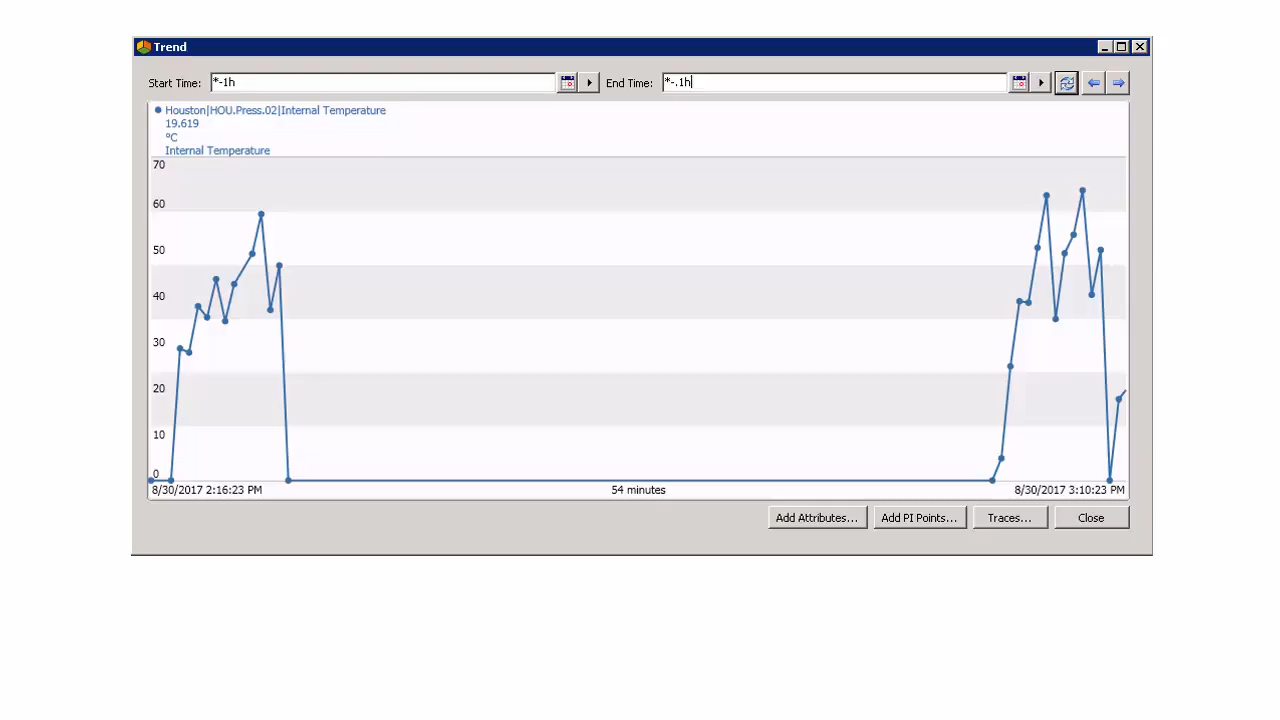 Trend
Start Time: *-1h End Time: *-.1h
Houston|HOU.Press.02|Internal Temperature
19.619
°C
Internal Temperature
70
60
50
40
30
20
10
0
8/30/2017 2:16:23 PM 54 minutes 8/30/2017 3:10:23 PM
Add Attributes... Add PI Points... Traces... Close